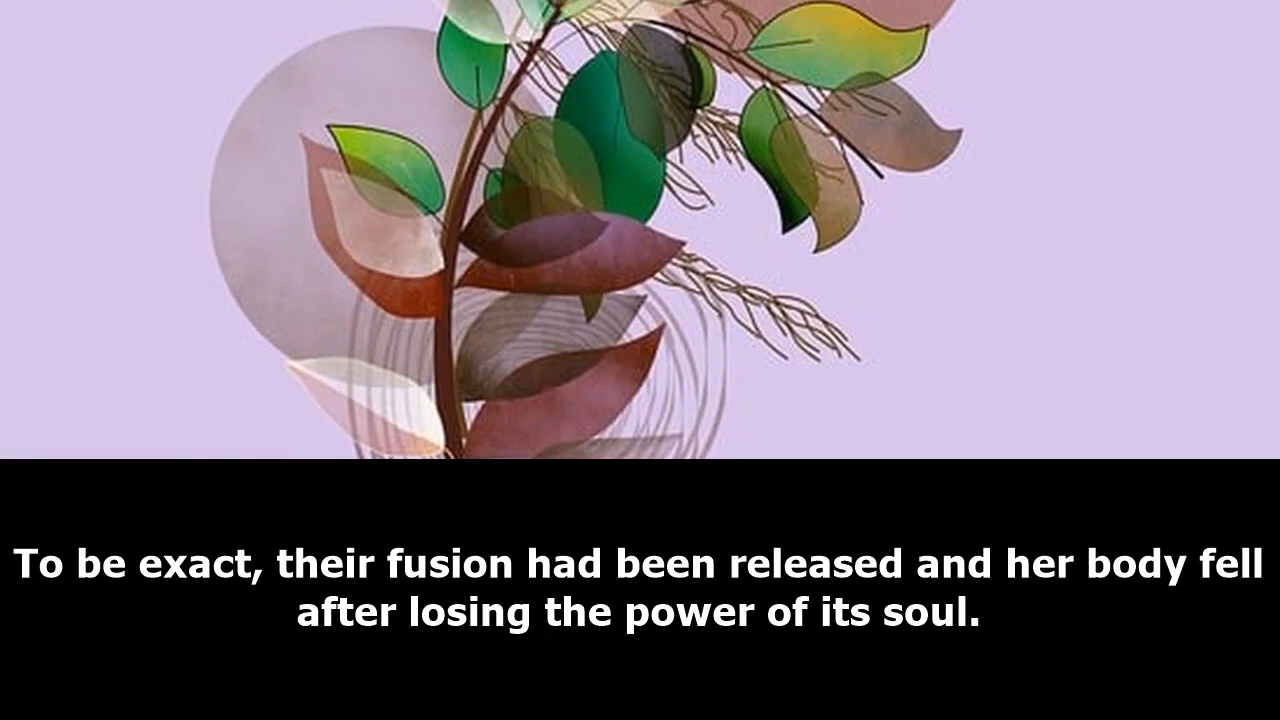 To be exact, their fusion had been released and her body fell
after losing the power of its soul.